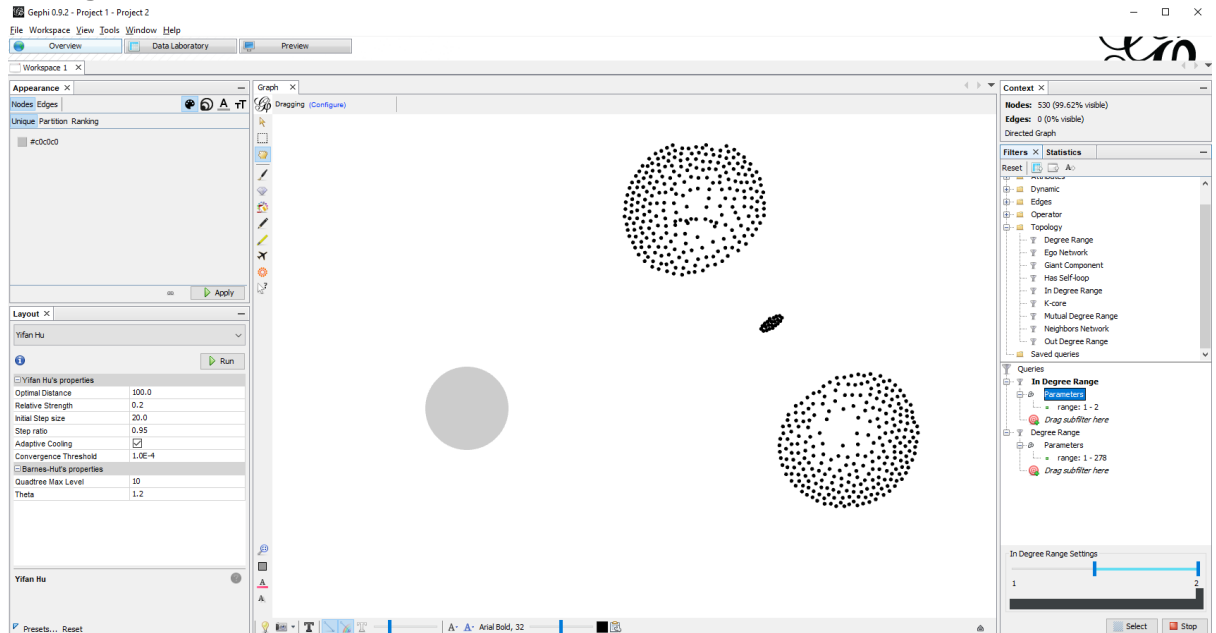 Gephi 0.9.2 - Project 1 - Project 2
File Workspace View Tools Window Help
Overview Data Laboratory Preview
Workspace 1
Appearance
Nodes Edges
Unique Partition Ranking
#c0c0c0
Apply
Layout
Yifan Hu
Run
Yifan Hu's properties
Optimal Distance 100.0
Relative Strength 0.2
Initial Step size 20.0
Step ratio 0.95
Adaptive Cooling
Convergence Threshold 1.0E-4
Barnes-Hut's properties
Quadtree Max Level 10
Theta 1.2
Yifan Hu
Presets... Reset
Graph
Dragging (Configure)
Arial Bold, 32
Context
Nodes: 530 (99.62% visible)
Edges: 0 (0% visible)
Directed Graph
Filters Statistics
Reset
Attributes
Dynamic
Edges
Operator
Topology
Degree Range
Ego Network
Giant Component
Has Self-loop
In Degree Range
K-core
Mutual Degree Range
Neighbors Network
Out Degree Range
Saved queries
Queries
In Degree Range
Parameters
range: 1 - 2
Drag subfilter here
Degree Range
Parameters
range: 1 - 278
Drag subfilter here
In Degree Range Settings
1 2
Select Stop